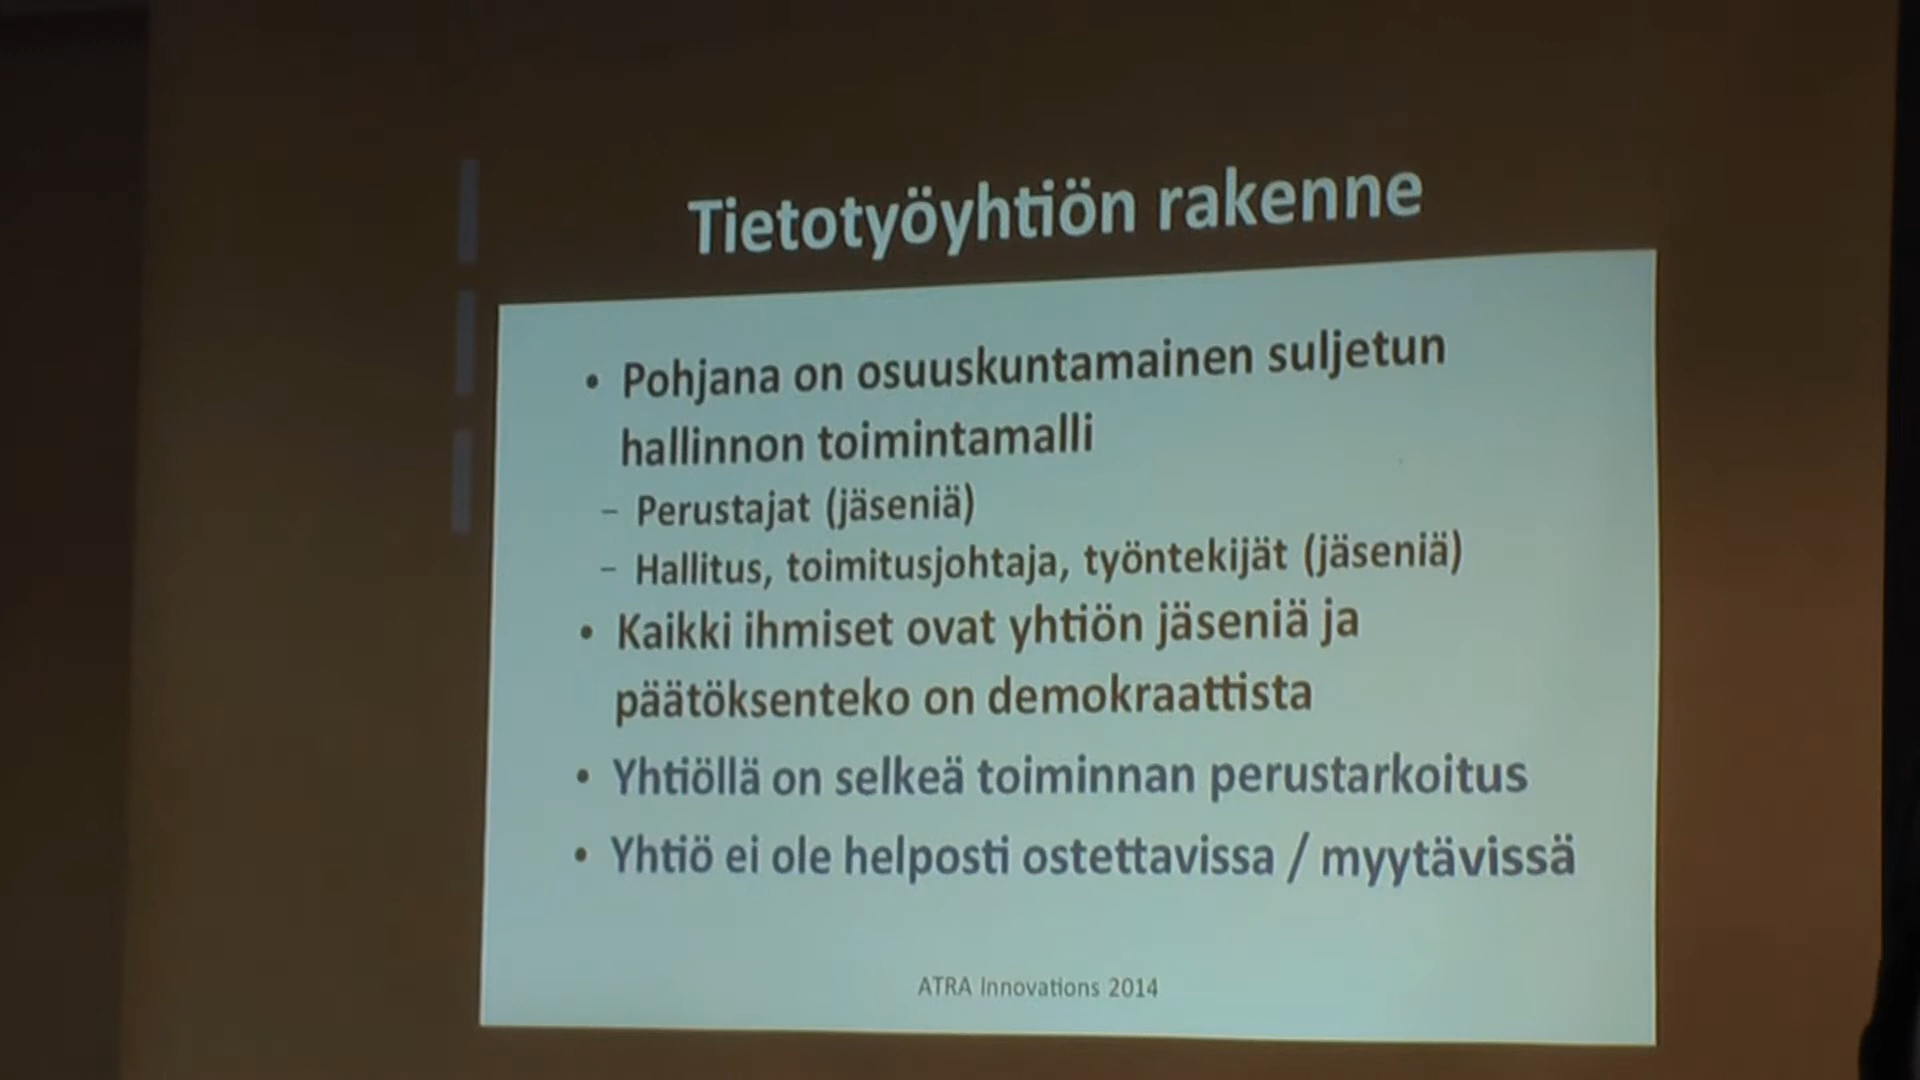 Tietotyöyhtiön rakenne
• Pohjana on osuuskuntamainen suljetun
hallinnon toimintamalli
– Perustajat (jäseniä)
– Hallitus, toimitusjohtaja, työntekijät (jäseniä)
• Kaikki ihmiset ovat yhtiön jäseniä ja
päätöksenteko on demokraattista
• Yhtiöllä on selkeä toiminnan perustarkoitus
• Yhtiö ei ole helposti ostettavissa / myytävissä
ATRA Innovations 2014